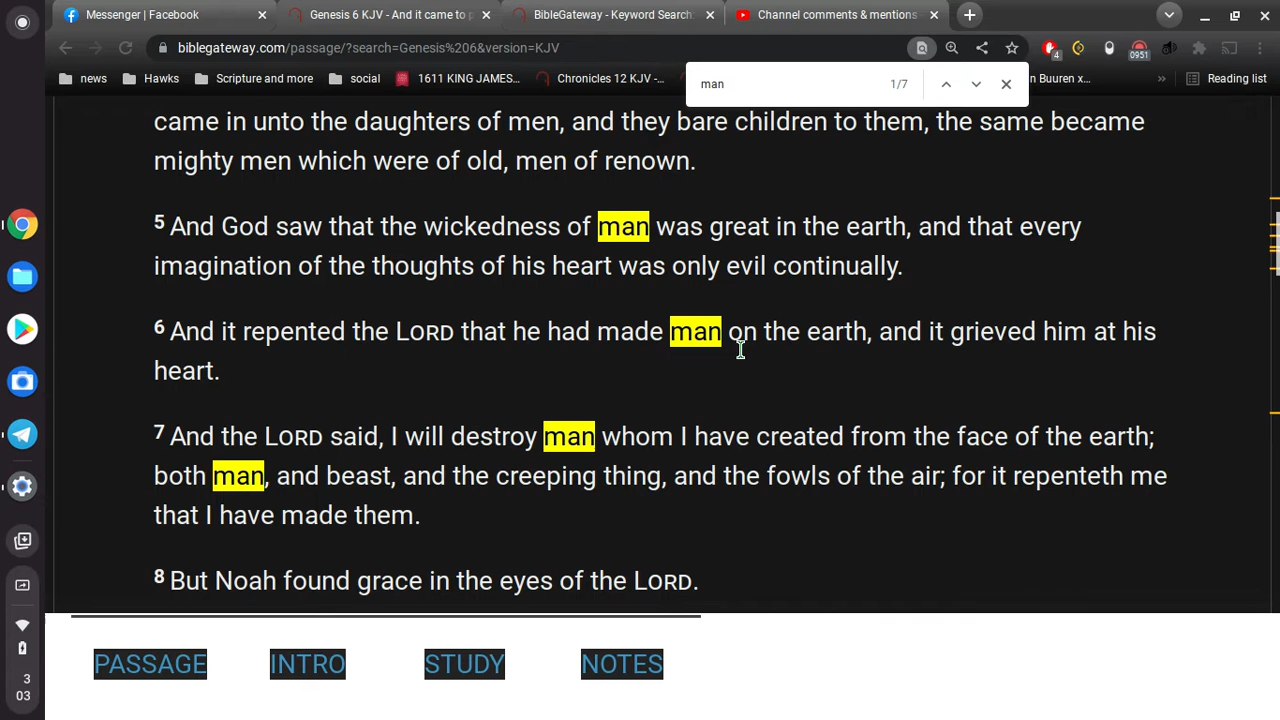 Messenger | Facebook
Genesis 6 KJV - And it came to p
BibleGateway - Keyword Search:
Channel comments & mentions
biblegateway.com/passage/?search=Genesis%206&version=KJV
4
0951
news
Hawks
Scripture and more
social
1611 KING JAMES...
Chronicles 12 KJV -...
n Buuren x...
»
Reading list
man
1/7
came in unto the daughters of men, and they bare children to them, the same became
mighty men which were of old, men of renown.
5 And God saw that the wickedness of man was great in the earth, and that every
imagination of the thoughts of his heart was only evil continually.
6 And it repented the LORD that he had made man on the earth, and it grieved him at his
heart.
7 And the LORD said, I will destroy man whom I have created from the face of the earth;
both man, and beast, and the creeping thing, and the fowls of the air; for it repenteth me
that I have made them.
8 But Noah found grace in the eyes of the LORD.
PASSAGE INTRO STUDY NOTES
3
03